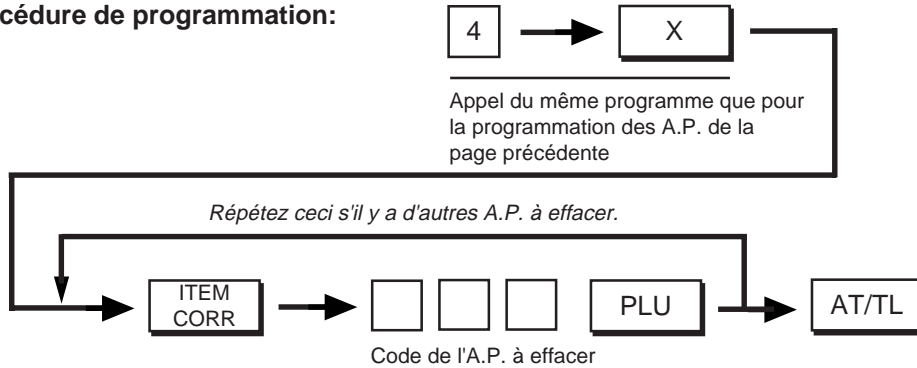 cédure de programmation:
4 X
Appel du même programme que pour
la programmation des A.P. de la
page précédente
Répétez ceci s'il y a d'autres A.P. à effacer.
ITEM
CORR
PLU
AT/TL
Code de l'A.P. à effacer